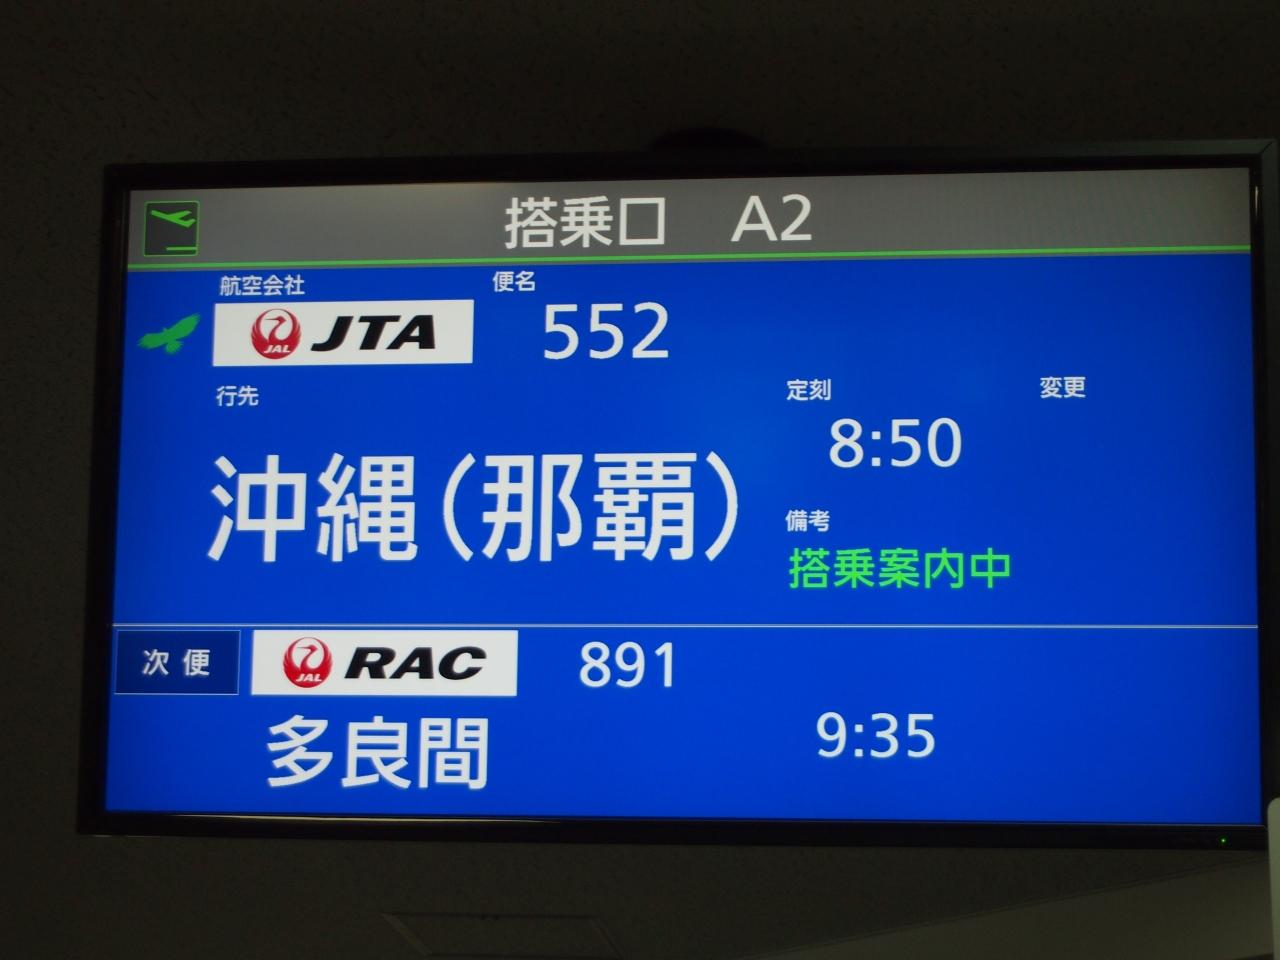 搭乗口 A2
航空会社 便名
JAL JTA 552
行先 定刻 変更
沖縄(那覇) 8:50
備考
搭乗案内中
次便 JAL RAC 891
多良間 9:35